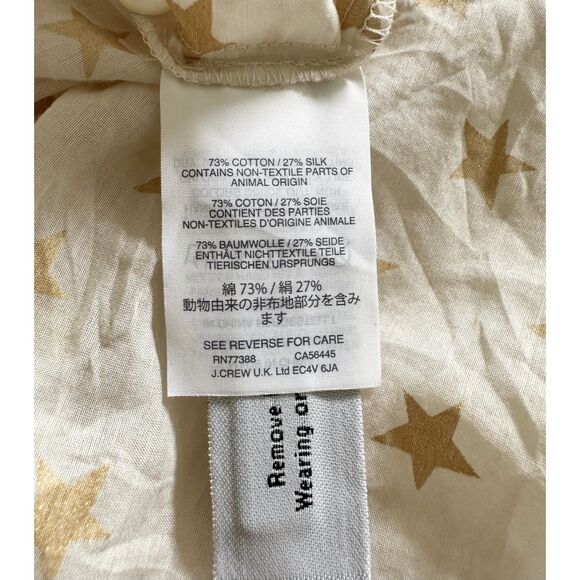 73% COTTON / 27% SILK
CONTAINS NON-TEXTILE PARTS OF
ANIMAL ORIGIN
73% COTON / 27% SOIE
CONTIENT DES PARTIES
NON-TEXTILES D'ORIGINE ANIMALE
73% BAUMWOLLE / 27% SEIDE
ENTHÄLT NICHTTEXTILE TEILE
TIERISCHEN URSPRUNGS
綿 73% / 絹 27%
動物由来の非布地部分を含み
ます
SEE REVERSE FOR CARE
RN77388 CA56445
J.CREW U.K. Ltd EC4V 6JA
Remove
Wearing or